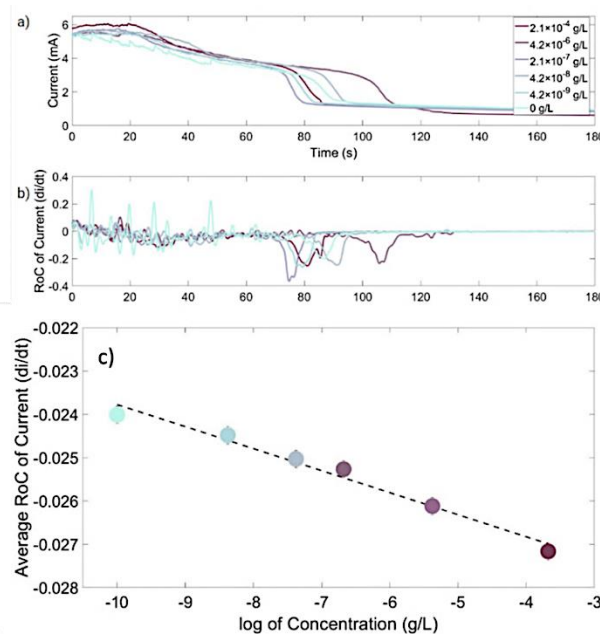 a)
Current (mA)
6
4
2
0
0 20 40 60 80 100 120 140 160 180
Time (s)
2.1×10⁻⁴ g/L
4.2×10⁻⁶ g/L
2.1×10⁻⁷ g/L
4.2×10⁻⁸ g/L
4.2×10⁻⁹ g/L
0 g/L
b)
RoC of Current (di/dt)
0.4
0.2
0
-0.2
-0.4
0 20 40 60 80 100 120 140 160 180
c)
Average RoC of Current (di/dt)
-0.022
-0.023
-0.024
-0.025
-0.026
-0.027
-0.028
-10 -9 -8 -7 -6 -5 -4 -3
log of Concentration (g/L)